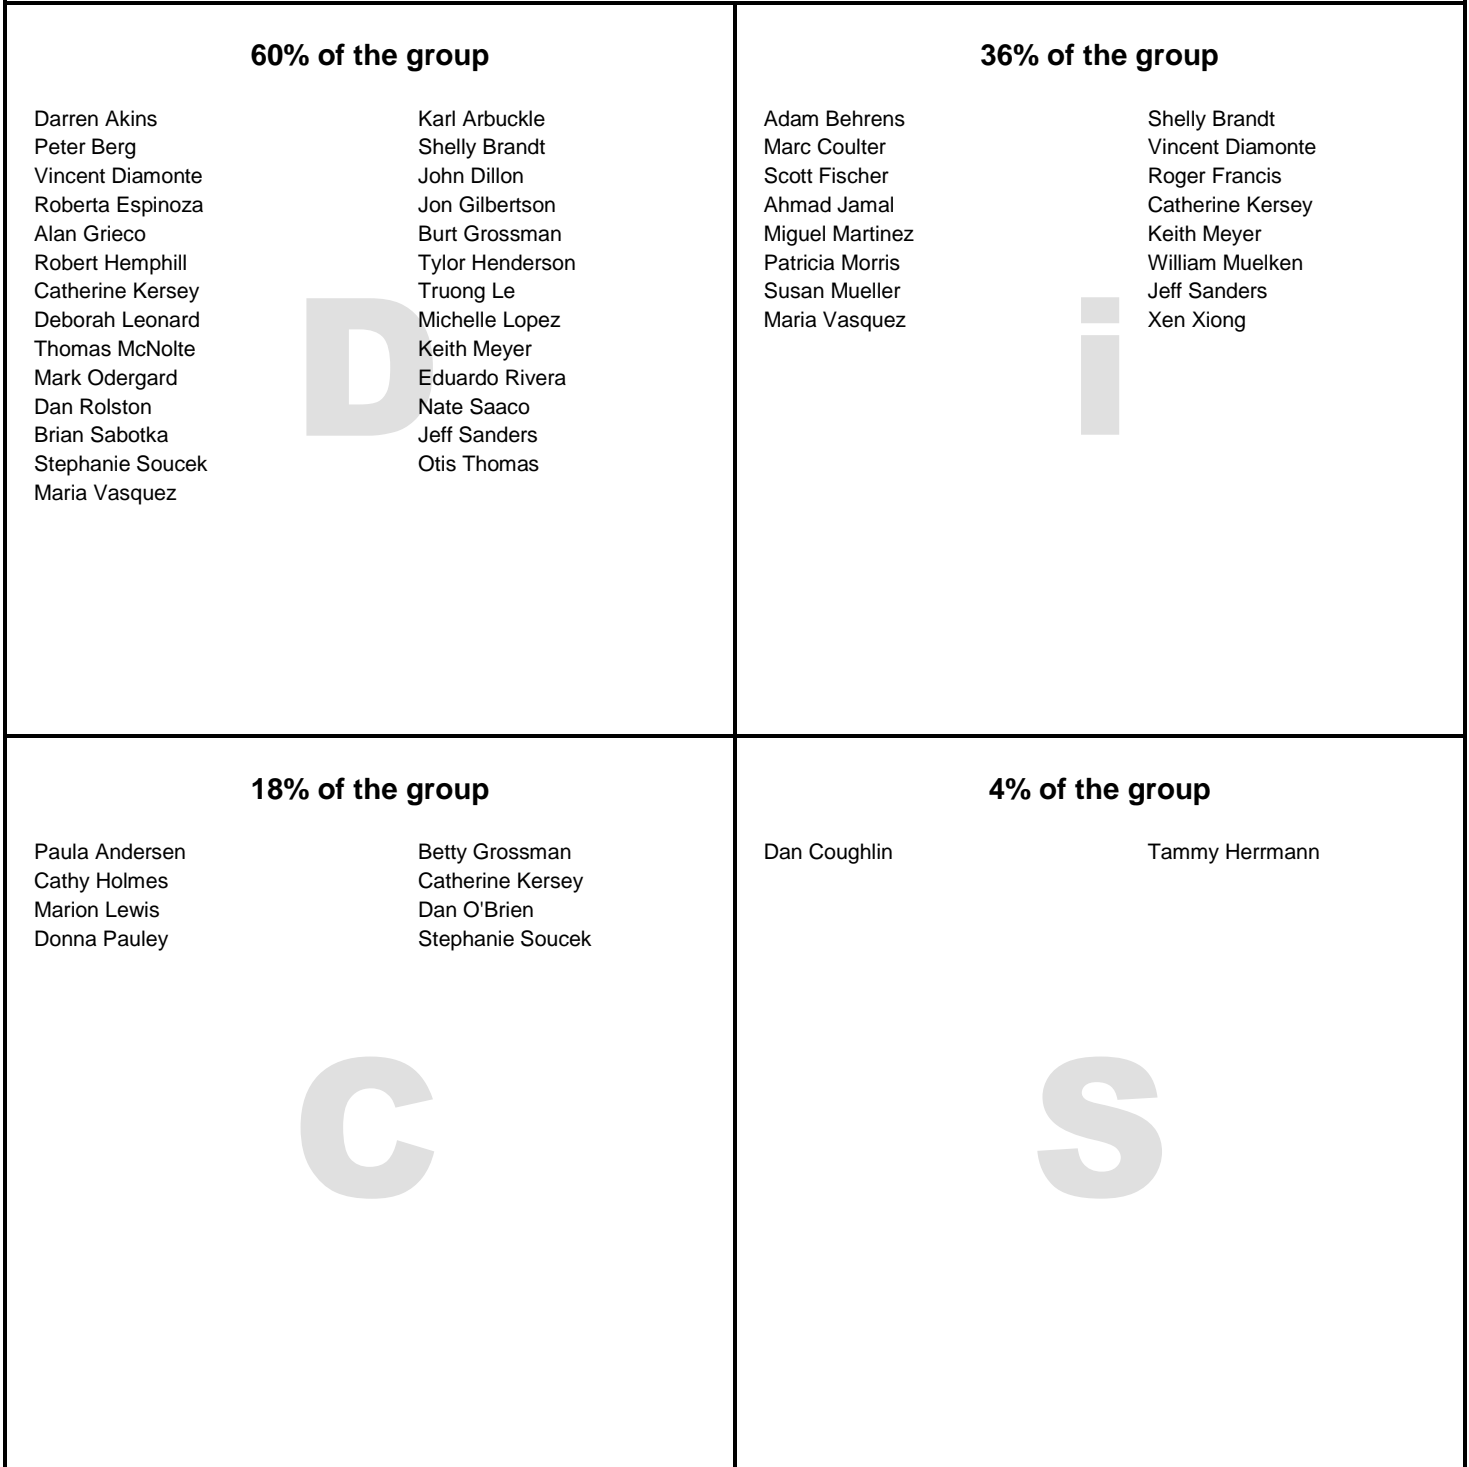 60% of the group
Darren Akins Karl Arbuckle
Peter Berg Shelly Brandt
Vincent Diamonte John Dillon
Roberta Espinoza Jon Gilbertson
Alan Grieco Burt Grossman
Robert Hemphill Tylor Henderson
Catherine Kersey Truong Le
Deborah Leonard Michelle Lopez
Thomas McNolte Keith Meyer
Mark Odergard Eduardo Rivera
Dan Rolston Nate Saaco
Brian Sabotka Jeff Sanders
Stephanie Soucek Otis Thomas
Maria Vasquez
D
36% of the group
Adam Behrens Shelly Brandt
Marc Coulter Vincent Diamonte
Scott Fischer Roger Francis
Ahmad Jamal Catherine Kersey
Miguel Martinez Keith Meyer
Patricia Morris William Muelken
Susan Mueller Jeff Sanders
Maria Vasquez Xen Xiong
i
18% of the group
Paula Andersen Betty Grossman
Cathy Holmes Catherine Kersey
Marion Lewis Dan O'Brien
Donna Pauley Stephanie Soucek
C
4% of the group
Dan Coughlin Tammy Herrmann
S